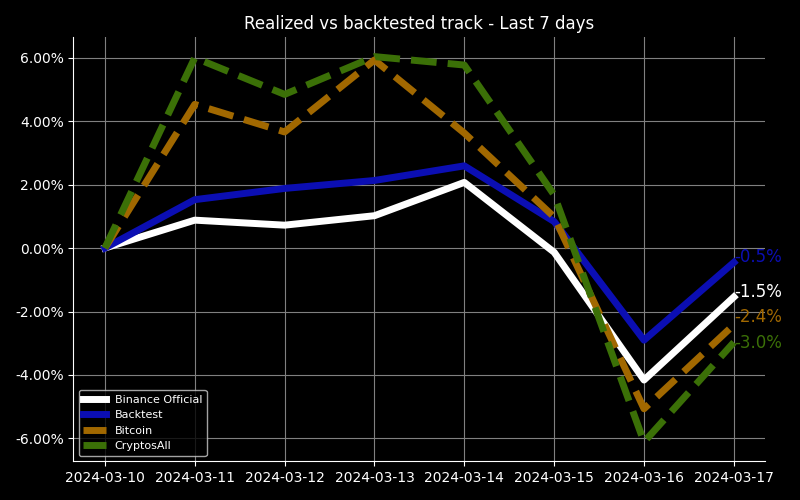 Realized vs backtested track - Last 7 days
6.00%
4.00%
2.00%
0.00%
-2.00%
-4.00%
-6.00%
-0.5%
-1.5%
-2.4%
-3.0%
Binance Official
Backtest
Bitcoin
CryptosAll
2024-03-10 2024-03-11 2024-03-12 2024-03-13 2024-03-14 2024-03-15 2024-03-16 2024-03-17